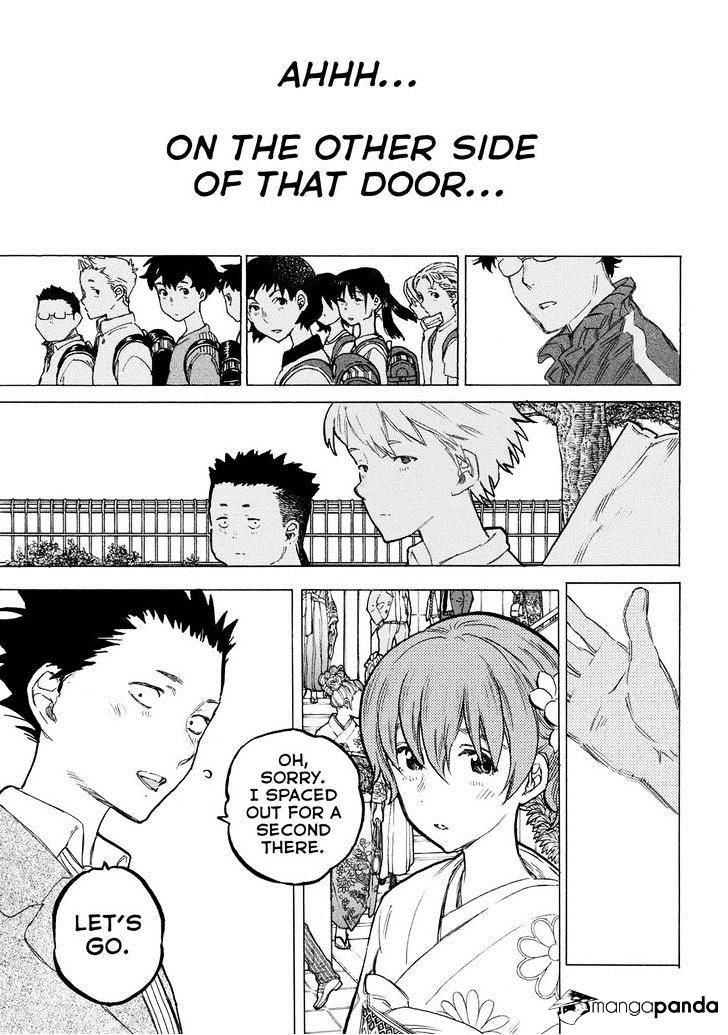 AHHH...
ON THE OTHER SIDE
OF THAT DOOR...
OH,
SORRY.
I SPACED
OUT FOR A
SECOND
THERE.
LET'S
GO.
mangapanda